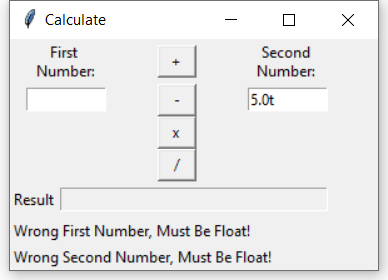 Calculate
First
Number:
+
Second
Number:
-
5.0t
x
/
Result
Wrong First Number, Must Be Float!
Wrong Second Number, Must Be Float!